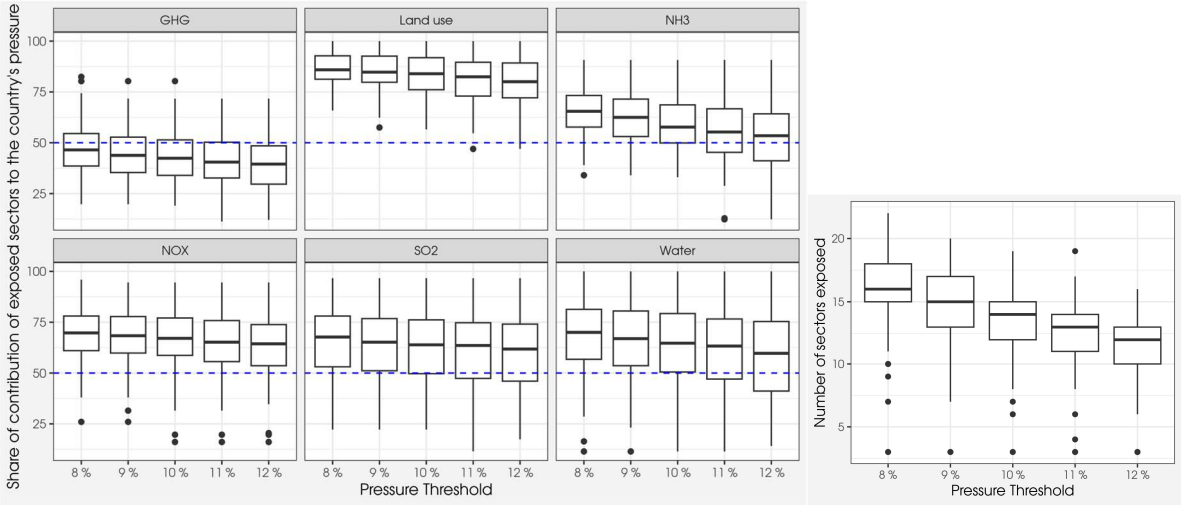 Share of contribution of exposed sectors to the country's pressure
GHG
Land use
NH3
100
75
50
25
NOX
SO2
Water
100
75
50
25
8 % 9 % 10 % 11 % 12 %
8 % 9 % 10 % 11 % 12 %
8 % 9 % 10 % 11 % 12 %
Pressure Threshold
Number of sectors exposed
20
15
10
5
8 % 9 % 10 % 11 % 12 %
Pressure Threshold